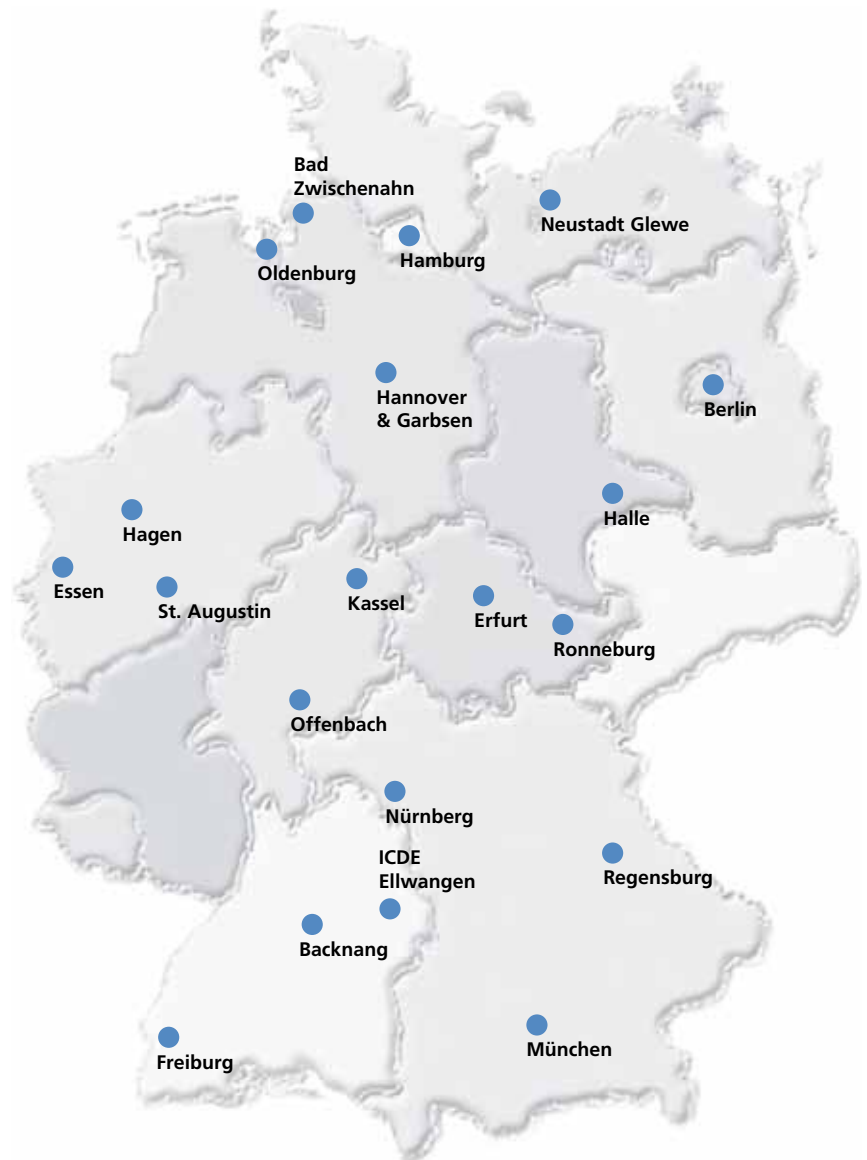 Bad
Zwischenahn
Neustadt Glewe
Hamburg
Oldenburg
Hannover
& Garbsen
Berlin
Halle
Hagen
Essen
St. Augustin
Kassel
Erfurt
Ronneburg
Offenbach
Nürnberg
ICDE
Ellwangen
Regensburg
Backnang
München
Freiburg